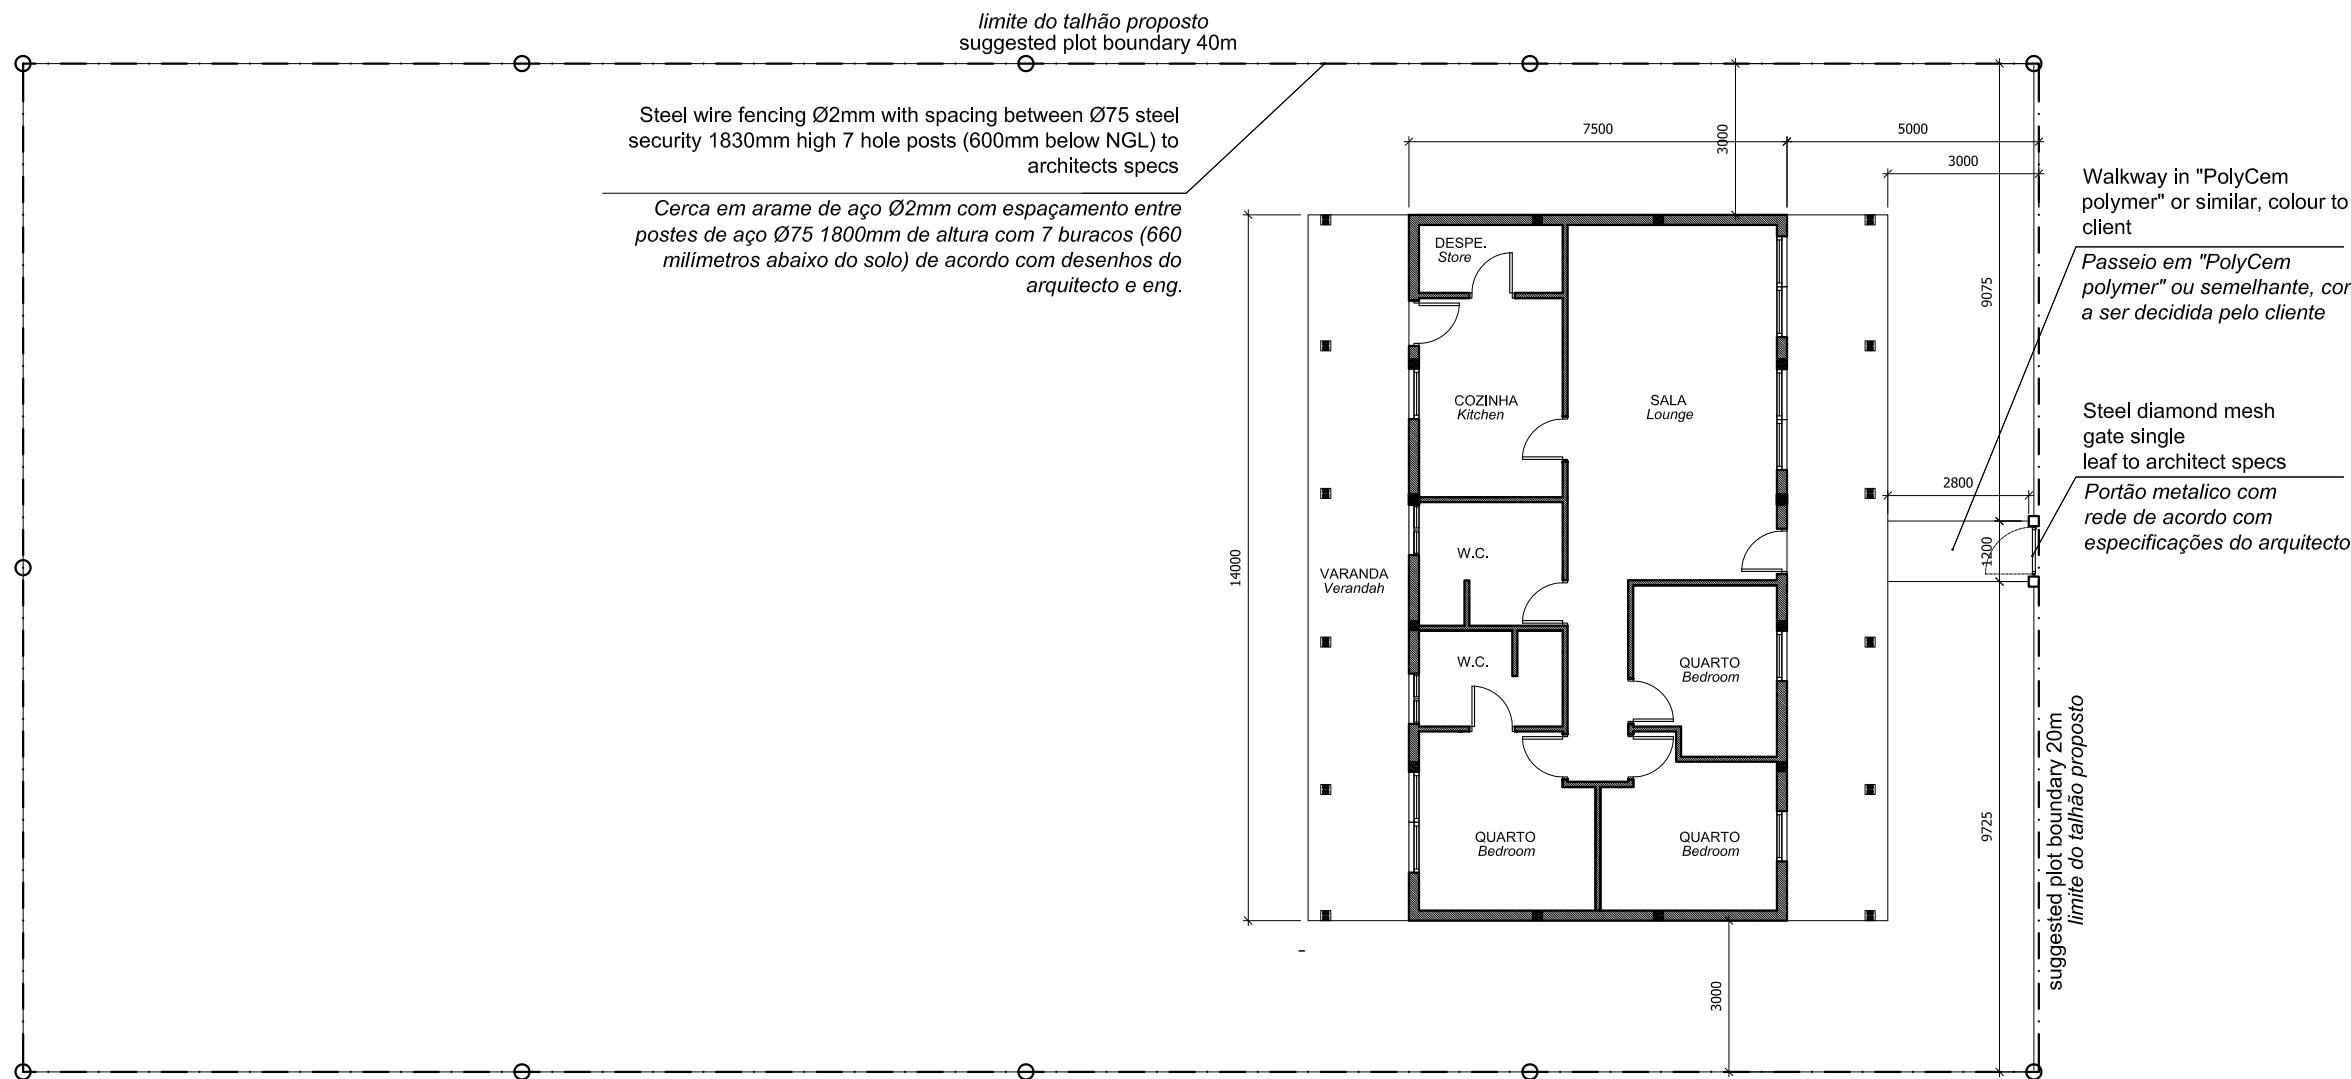 limite do talhão proposto
suggested plot boundary 40m
Steel wire fencing Ø2mm with spacing between Ø75 steel
security 1830mm high 7 hole posts (600mm below NGL) to
architects specs
Cerca em arame de aço Ø2mm com espaçamento entre
postes de aço Ø75 1800mm de altura com 7 buracos (660
milímetros abaixo do solo) de acordo com desenhos do
arquitecto e eng.
7500
5000
3000
3000
Walkway in "PolyCem
polymer" or similar, colour to
client
Passeio em "PolyCem
polymer" ou semelhante, cor
a ser decidida pelo cliente
9075
DESPE.
Store
COZINHA
Kitchen
SALA
Lounge
Steel diamond mesh
gate single
leaf to architect specs
Portão metalico com
rede de acordo com
especificações do arquitecto
2800
1200
14000
VARANDA
Verandah
W.C.
W.C.
QUARTO
Bedroom
QUARTO
Bedroom
QUARTO
Bedroom
9725
suggested plot boundary 20m
limite do talhão proposto
3000